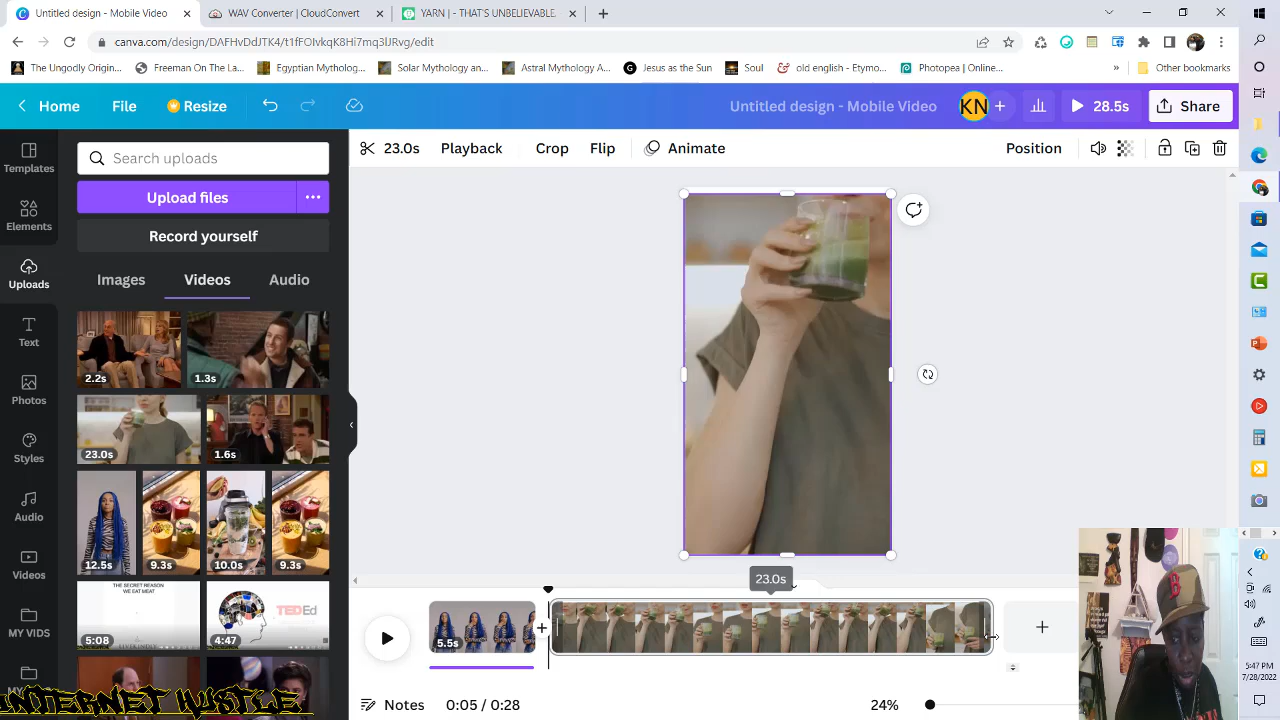 Untitled design - Mobile Video
WAV Converter | CloudConvert
YARN | - THAT'S UNBELIEVABLE.
canva.com/design/DAFHvDdJTK4/t1fFOIvkqK8Hi7mq3lJRvg/edit
The Ungodly Origin...
Freeman On The La...
Egyptian Mytholog...
Solar Mythology an...
Astral Mythology A...
Jesus as the Sun
Soul
old english - Etymo...
Photopea | Online...
»
Other bookmarks
Home
File
Resize
Untitled design - Mobile Video
KN
28.5s
Share
Templates
Elements
Uploads
Text
Photos
Styles
Audio
Videos
MY VIDS
Search uploads
Upload files
Record yourself
Images
Videos
Audio
2.2s
1.3s
23.0s
1.6s
12.5s
9.3s
10.0s
9.3s
THE SECRET REASON
WE EAT MEAT
5:08
TEDEd
4:47
INTERNET HUSTLE
23.0s
Playback
Crop
Flip
Animate
Position
23.0s
5.5s
Notes
0:05 / 0:28
24%
5:47 PM
7/28/2022